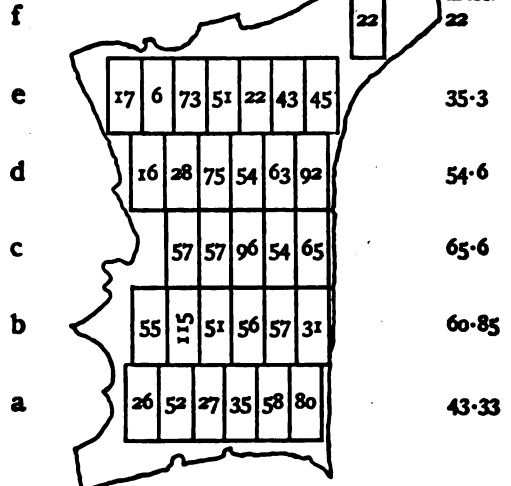 f 22 22
e 17 6 73 51 22 43 45 35·3
d 16 28 75 54 63 92 54·6
c 57 57 96 54 65 65·6
b 55 115 51 56 57 31 60·85
a 26 52 27 35 58 80 43·33